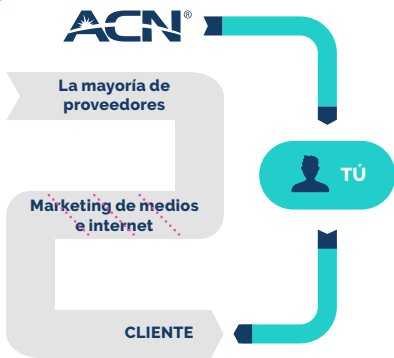 ACN®
La mayoría de
proveedores
TÚ
Marketing de medios
e internet
CLIENTE